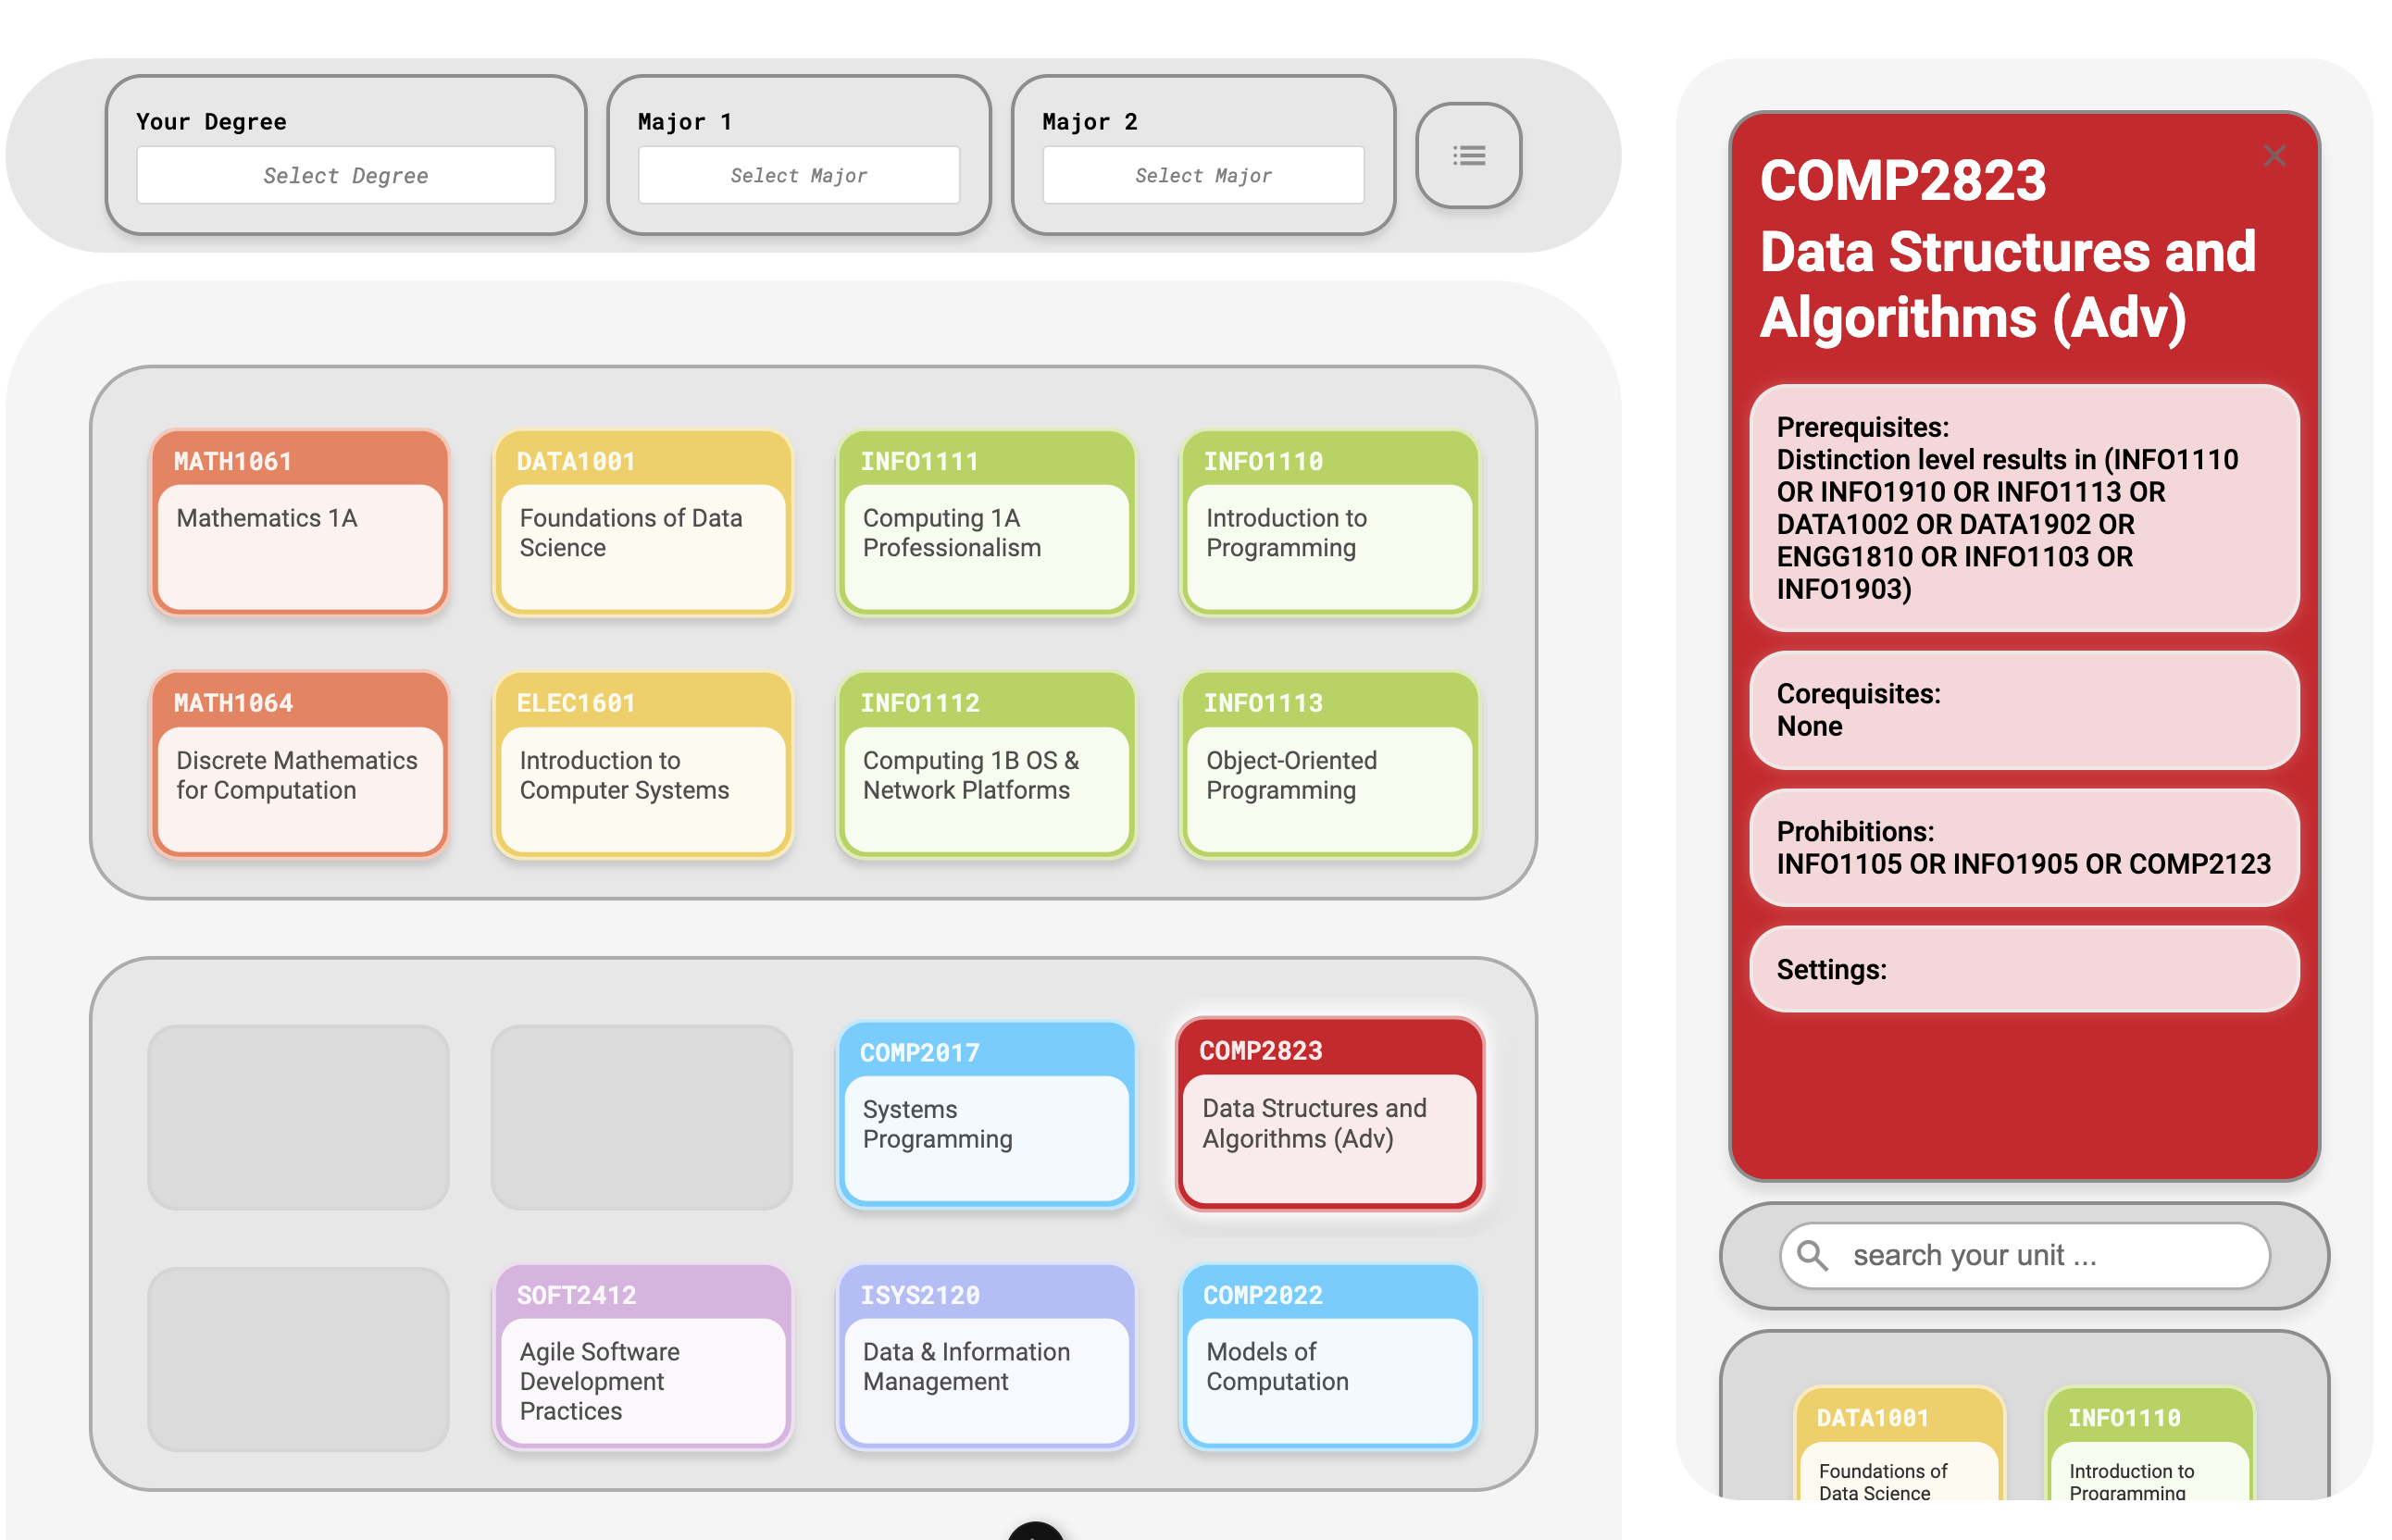 Your Degree
Select Degree
Major 1
Select Major
Major 2
Select Major
MATH1061
Mathematics 1A
DATA1001
Foundations of Data
Science
INFO1111
Computing 1A
Professionalism
INFO1110
Introduction to
Programming
MATH1064
Discrete Mathematics
for Computation
ELEC1601
Introduction to
Computer Systems
INFO1112
Computing 1B OS &
Network Platforms
INFO1113
Object-Oriented
Programming
COMP2017
Systems
Programming
COMP2823
Data Structures and
Algorithms (Adv)
SOFT2412
Agile Software
Development
Practices
ISYS2120
Data & Information
Management
COMP2022
Models of
Computation
COMP2823
Data Structures and
Algorithms (Adv)
Prerequisites:
Distinction level results in (INFO1110
OR INFO1910 OR INFO1113 OR
DATA1002 OR DATA1902 OR
ENGG1810 OR INFO1103 OR
INFO1903)
Corequisites:
None
Prohibitions:
INFO1105 OR INFO1905 OR COMP2123
Settings:
search your unit ...
DATA1001
Foundations of
Data Science
INFO1110
Introduction to
Programming